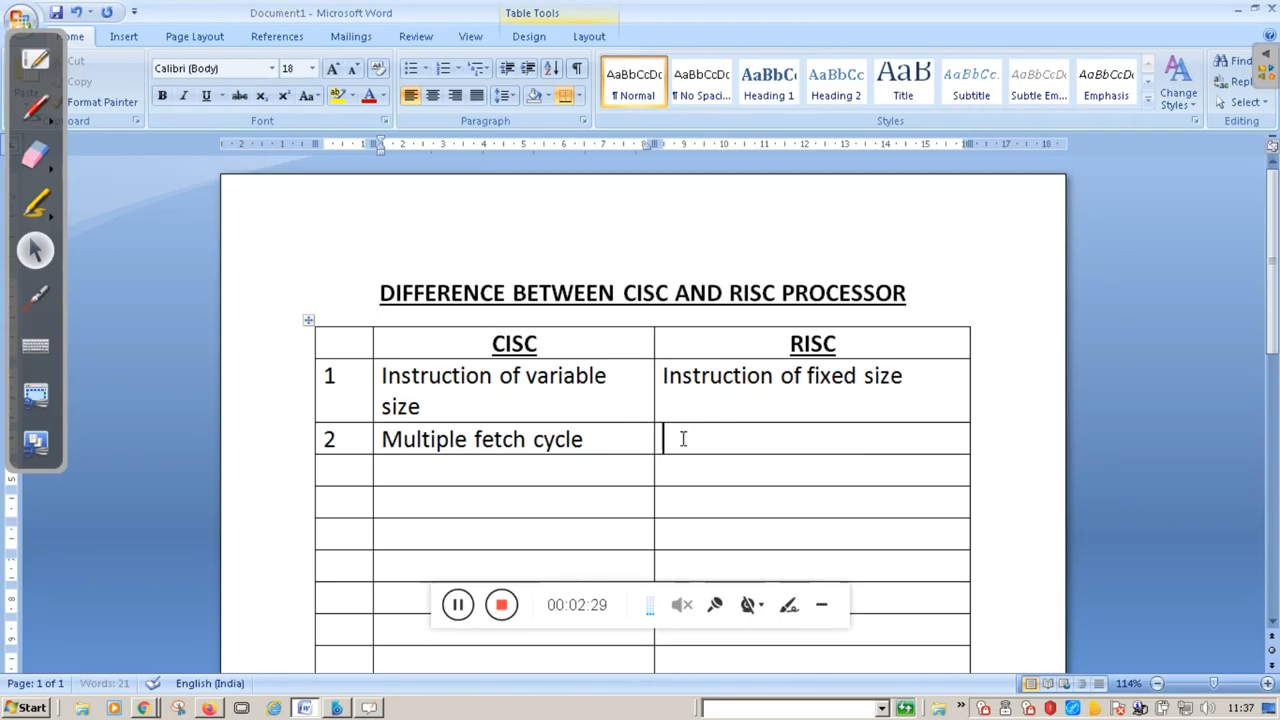 Document1 - Microsoft Word
Table Tools
Home
Insert
Page Layout
References
Mailings
Review
View
Design
Layout
Cut
Copy
Format Painter
Paste
Clipboard
Calibri (Body)
18
Font
Paragraph
AaBbCcDc
AaBbCcDc
AaBbC
AaBbCc
AaB
AaBbCc.
AaBbCcDc
AaBbCcDc
¶ Normal
¶ No Spaci...
Heading 1
Heading 2
Title
Subtitle
Subtle Em...
Emphasis
Change
Styles
Styles
Find
Repl
Select
Editing
DIFFERENCE BETWEEN CISC AND RISC PROCESSOR
CISC
RISC
1
Instruction of variable
size
Instruction of fixed size
2
Multiple fetch cycle
00:02:29
Page: 1 of 1
Words: 21
English (India)
114%
Start
11:37